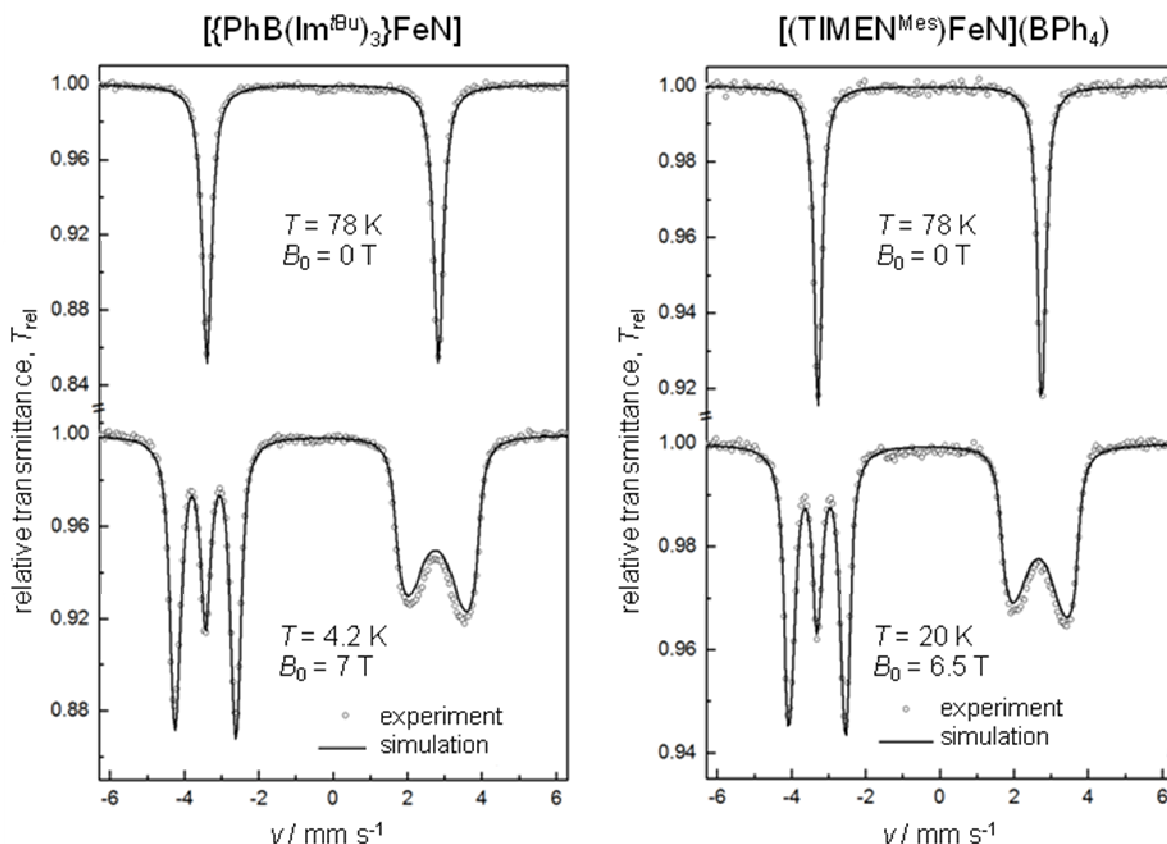 [{PhB(Im^tBu)₃}FeN]
1.00
0.96
0.92
0.88
0.84
T = 78 K
B₀ = 0 T
1.00
0.96
0.92
0.88
T = 4.2 K
B₀ = 7 T
experiment
simulation
relative transmittance, T_rel
-6 -4 -2 0 2 4 6
v / mm s⁻¹
[(TIMEN^Mes)FeN](BPh₄)
1.00
0.98
0.96
0.94
0.92
T = 78 K
B₀ = 0 T
1.00
0.98
0.96
0.94
T = 20 K
B₀ = 6.5 T
experiment
simulation
relative transmittance, T_rel
-6 -4 -2 0 2 4 6
v / mm s⁻¹